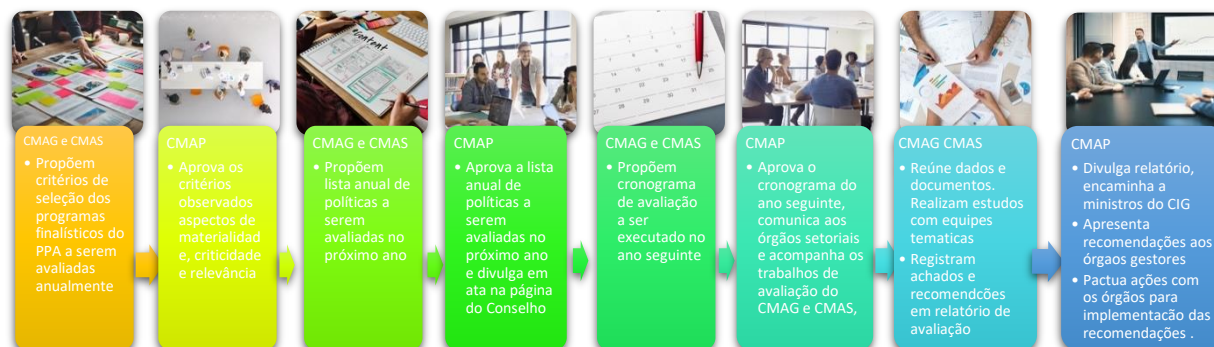 CMAG e CMAS
• Propõem
critérios de
seleção dos
programas
finalísticos do
PPA a serem
avaliadas
anualmente
CMAP
• Aprova os
critérios
observados
aspectos de
materialidad
e, criticidade
e relevância
CMAG e CMAS
• Propõem
lista anual de
políticas a
serem
avaliadas no
próximo ano
CMAP
• Aprova a lista
anual de
políticas a
serem
avaliadas no
próximo ano
e divulga em
ata na página
do Conselho
CMAG e CMAS
• Propõem
cronograma
de avaliação
a ser
executado no
ano seguinte
CMAP
• Aprova o
cronograma do
ano seguinte,
comunica aos
órgãos setoriais
e acompanha os
trabalhos de
avaliação do
CMAG e CMAS,
CMAG CMAS
• Reúne dados e
documentos.
Realizam estudos
com equipes
tematicas
• Registram
achados e
recomendcões
em relatório de
avaliação
CMAP
• Divulga relatório,
encaminha a
ministros do CIG
• Apresenta
recomendações aos
órgaos gestores
• Pactua ações com
os órgãos para
implementacão das
recomendações .
content